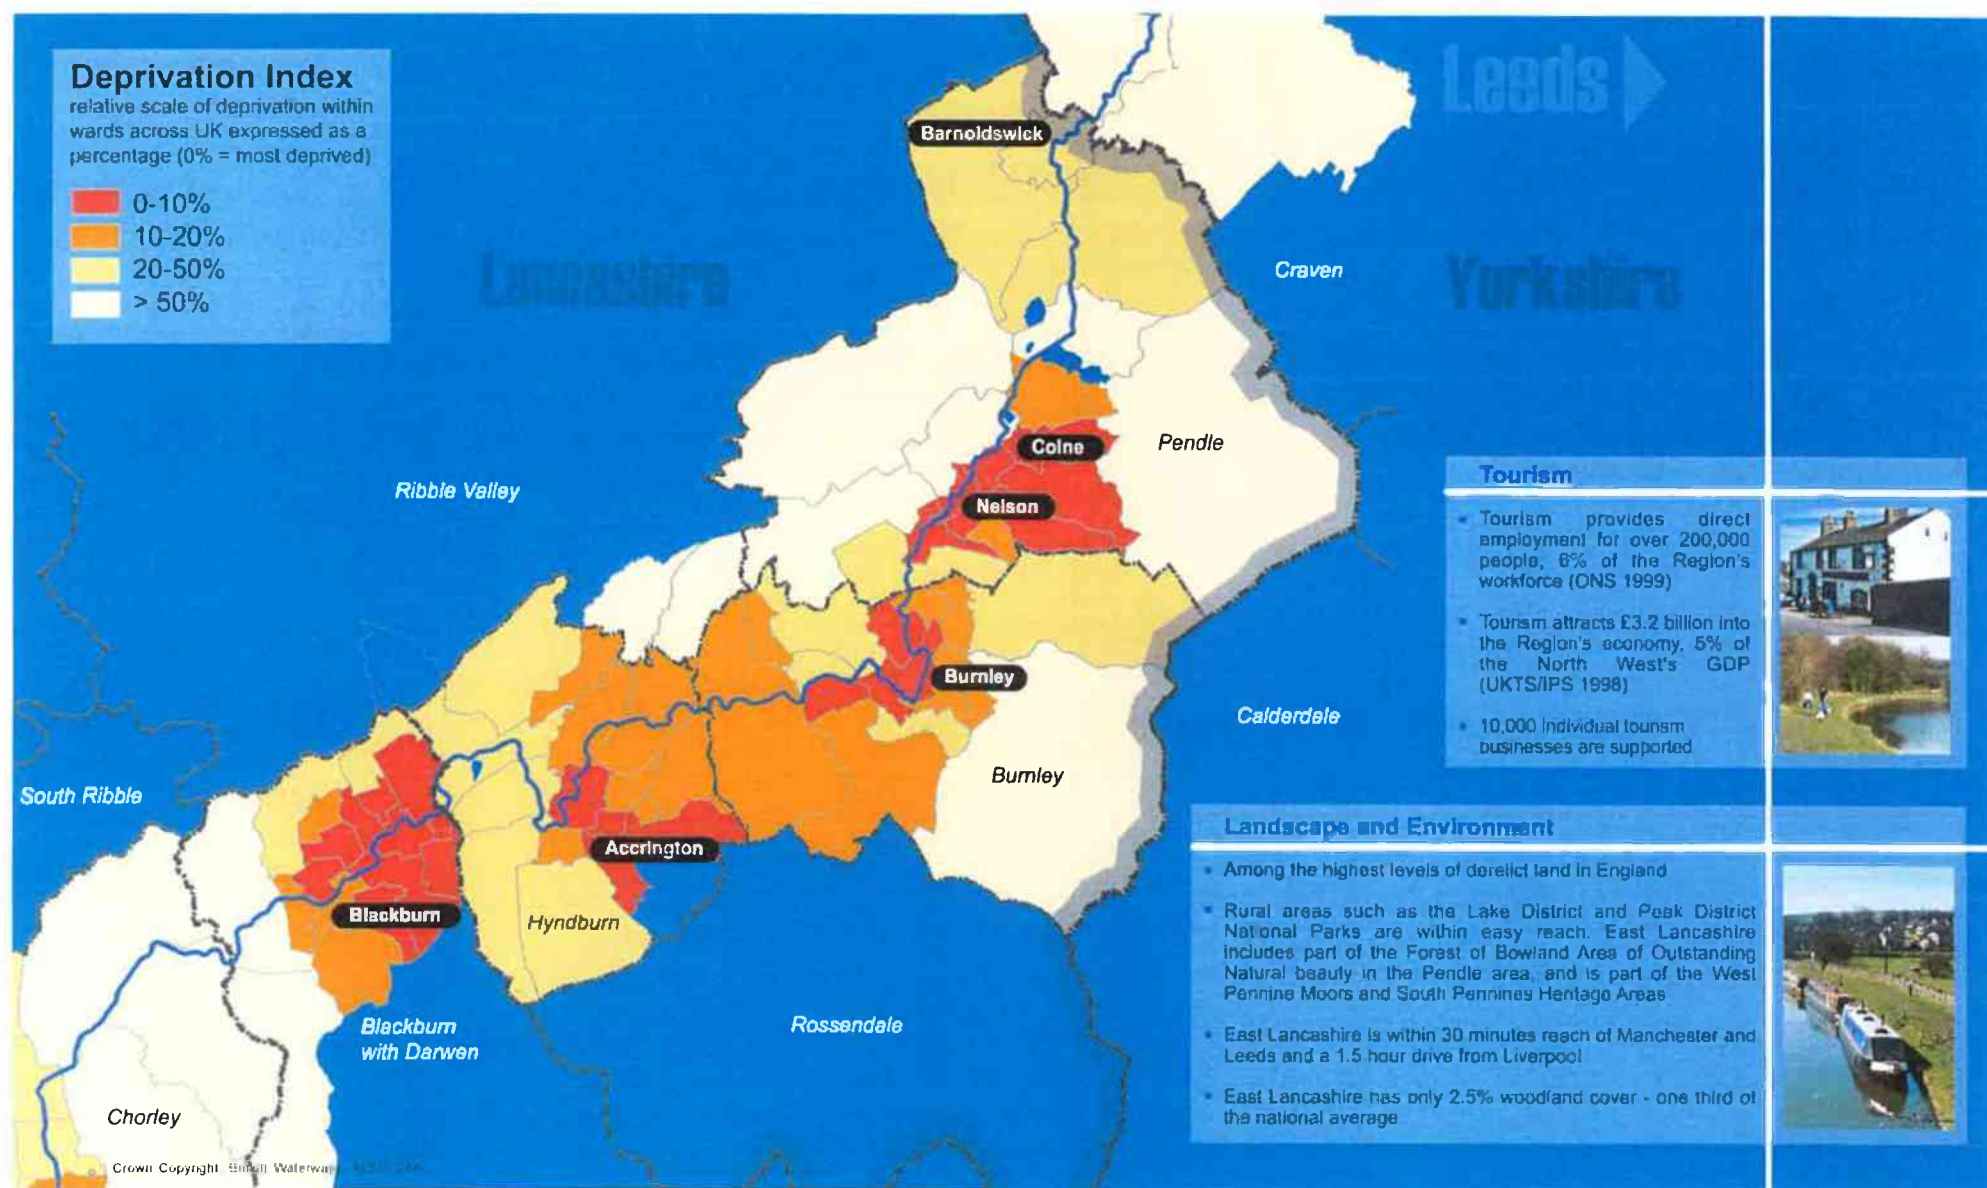 Deprivation Index
relative scale of deprivation within
wards across UK expressed as a
percentage (0% = most deprived)
0-10%
10-20%
20-50%
> 50%
Leeds
Lancashire
Yorkshire
Barnoldswick
Craven
Colne
Pendle
Ribble Valley
Nelson
Burnley
Calderdale
Burnley
South Ribble
Accrington
Blackburn
Hyndburn
Blackburn
with Darwen
Rossendale
Chorley
Crown Copyright
Tourism
Tourism provides direct
employment for over 200,000
people, 6% of the Region's
workforce (ONS 1999)
Tourism attracts £3.2 billion into
the Region's economy, 5% of
the North West's GDP
(UKTS/IPS 1998)
10,000 individual tourism
businesses are supported
Landscape and Environment
Among the highest levels of derelict land in England
Rural areas such as the Lake District and Peak District
National Parks are within easy reach. East Lancashire
includes part of the Forest of Bowland Area of Outstanding
Natural beauty in the Pendle area, and is part of the West
Pennine Moors and South Pennines Heritage Areas
East Lancashire is within 30 minutes reach of Manchester and
Leeds and a 1.5 hour drive from Liverpool
East Lancashire has only 2.5% woodland cover - one third of
the national average